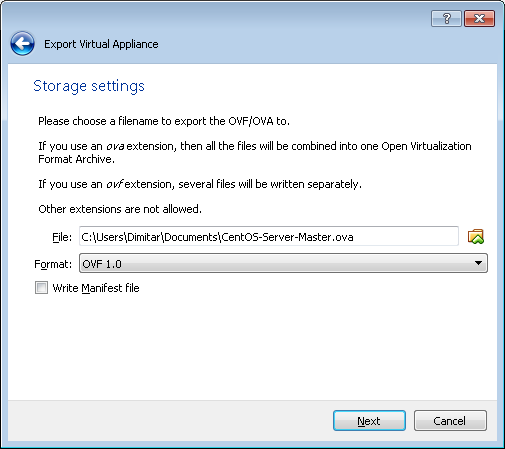 Export Virtual Appliance
Storage settings
Please choose a filename to export the OVF/OVA to.
If you use an ova extension, then all the files will be combined into one Open Virtualization
Format Archive.
If you use an ovf extension, several files will be written separately.
Other extensions are not allowed.
File: C:\Users\Dimitar\Documents\CentOS-Server-Master.ova
Format: OVF 1.0
Write Manifest file
Next Cancel